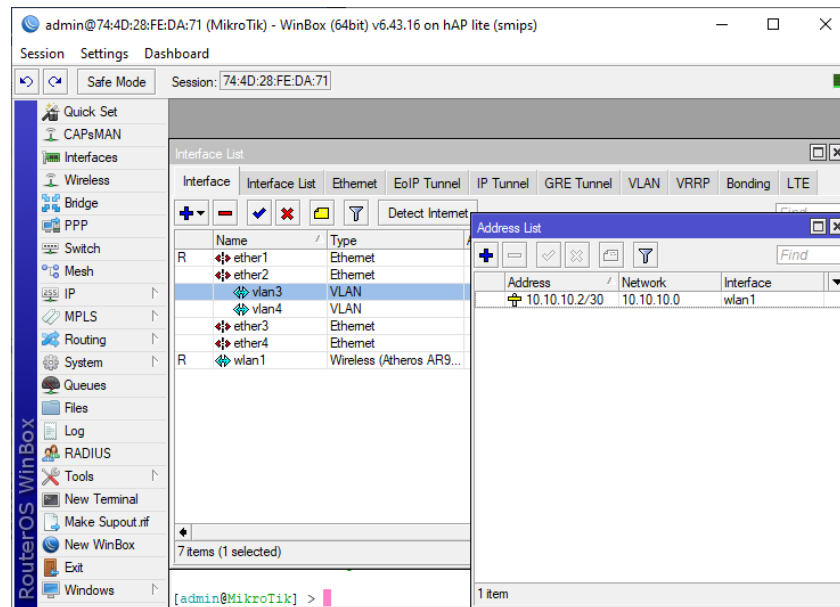 admin@74:4D:28:FE:DA:71 (MikroTik) - WinBox (64bit) v6.43.16 on hAP lite (smips)
Session Settings Dashboard
Safe Mode Session: 74:4D:28:FE:DA:71
Quick Set
CAPsMAN
Interfaces
Wireless
Bridge
PPP
Switch
Mesh
IP
MPLS
Routing
System
Queues
Files
Log
RADIUS
Tools
New Terminal
Make Supout.rif
New WinBox
Exit
Windows
RouterOS WinBox
Interface List
Interface Interface List Ethernet EoIP Tunnel IP Tunnel GRE Tunnel VLAN VRRP Bonding LTE
Detect Internet
Name Type
R ether1 Ethernet
ether2 Ethernet
vlan3 VLAN
vlan4 VLAN
ether3 Ethernet
ether4 Ethernet
R wlan1 Wireless (Atheros AR9...
7 items (1 selected)
[admin@MikroTik] >
Address List
Find
Address Network Interface
10.10.10.2/30 10.10.10.0 wlan1
1 item